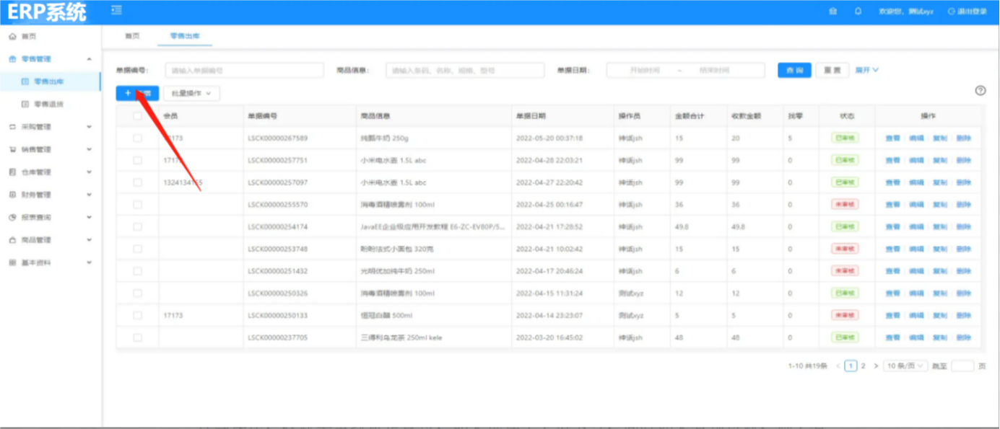 ERP系统
欢迎您，测试xyz 退出登录
首页
零售管理
零售出库
零售退货
采购管理
销售管理
仓库管理
财务管理
报表查询
商品管理
基本资料
首页 零售出库
单据编号： 请输入单据编号 商品信息： 请输入条码、名称、规格、型号 单据日期： 开始时间 ~ 结束时间 查 询 重 置 展开
+ 增 批量操作
会员 单据编号 商品信息 单据日期 操作员 金额合计 收款金额 找零 状态 操作
17173 LSCK00000267589 纯甄牛奶 250g 2022-05-20 00:37:18 神话jsh 15 20 5 已审核 查看 编辑 复制 删除
1717 LSCK00000257751 小米电水壶 1.5L abc 2022-04-28 22:03:21 神话jsh 99 99 0 已审核 查看 编辑 复制 删除
1324134 5 LSCK00000257097 小米电水壶 1.5L abc 2022-04-27 22:20:42 神话jsh 99 99 0 已审核 查看 编辑 复制 删除
LSCK00000255570 消毒酒精喷雾剂 100ml 2022-04-25 00:16:47 神话jsh 36 36 0 未审核 查看 编辑 复制 删除
LSCK00000254174 JavaEE企业级应用开发教程 E6-ZC-EV80P/5... 2022-04-21 17:28:52 神话jsh 49.8 49.8 0 已审核 查看 编辑 复制 删除
LSCK00000253748 盼盼法式小面包 320克 2022-04-21 10:02:42 神话jsh 15 15 0 未审核 查看 编辑 复制 删除
LSCK00000251432 光明优加纯牛奶 250ml 2022-04-17 20:46:24 神话jsh 6 6 0 未审核 查看 编辑 复制 删除
LSCK00000250326 消毒酒精喷雾剂 100ml 2022-04-15 11:31:24 测试xyz 12 12 0 已审核 查看 编辑 复制 删除
17173 LSCK00000250133 恒冠白醋 500ml 2022-04-14 23:23:07 测试xyz 5 5 0 未审核 查看 编辑 复制 删除
LSCK00000237705 三得利乌龙茶 250ml kele 2022-03-20 16:45:02 神话jsh 48 48 0 已审核 查看 编辑 复制 删除
1-10 共19条 < 1 2 > 10 条/页 跳至 页